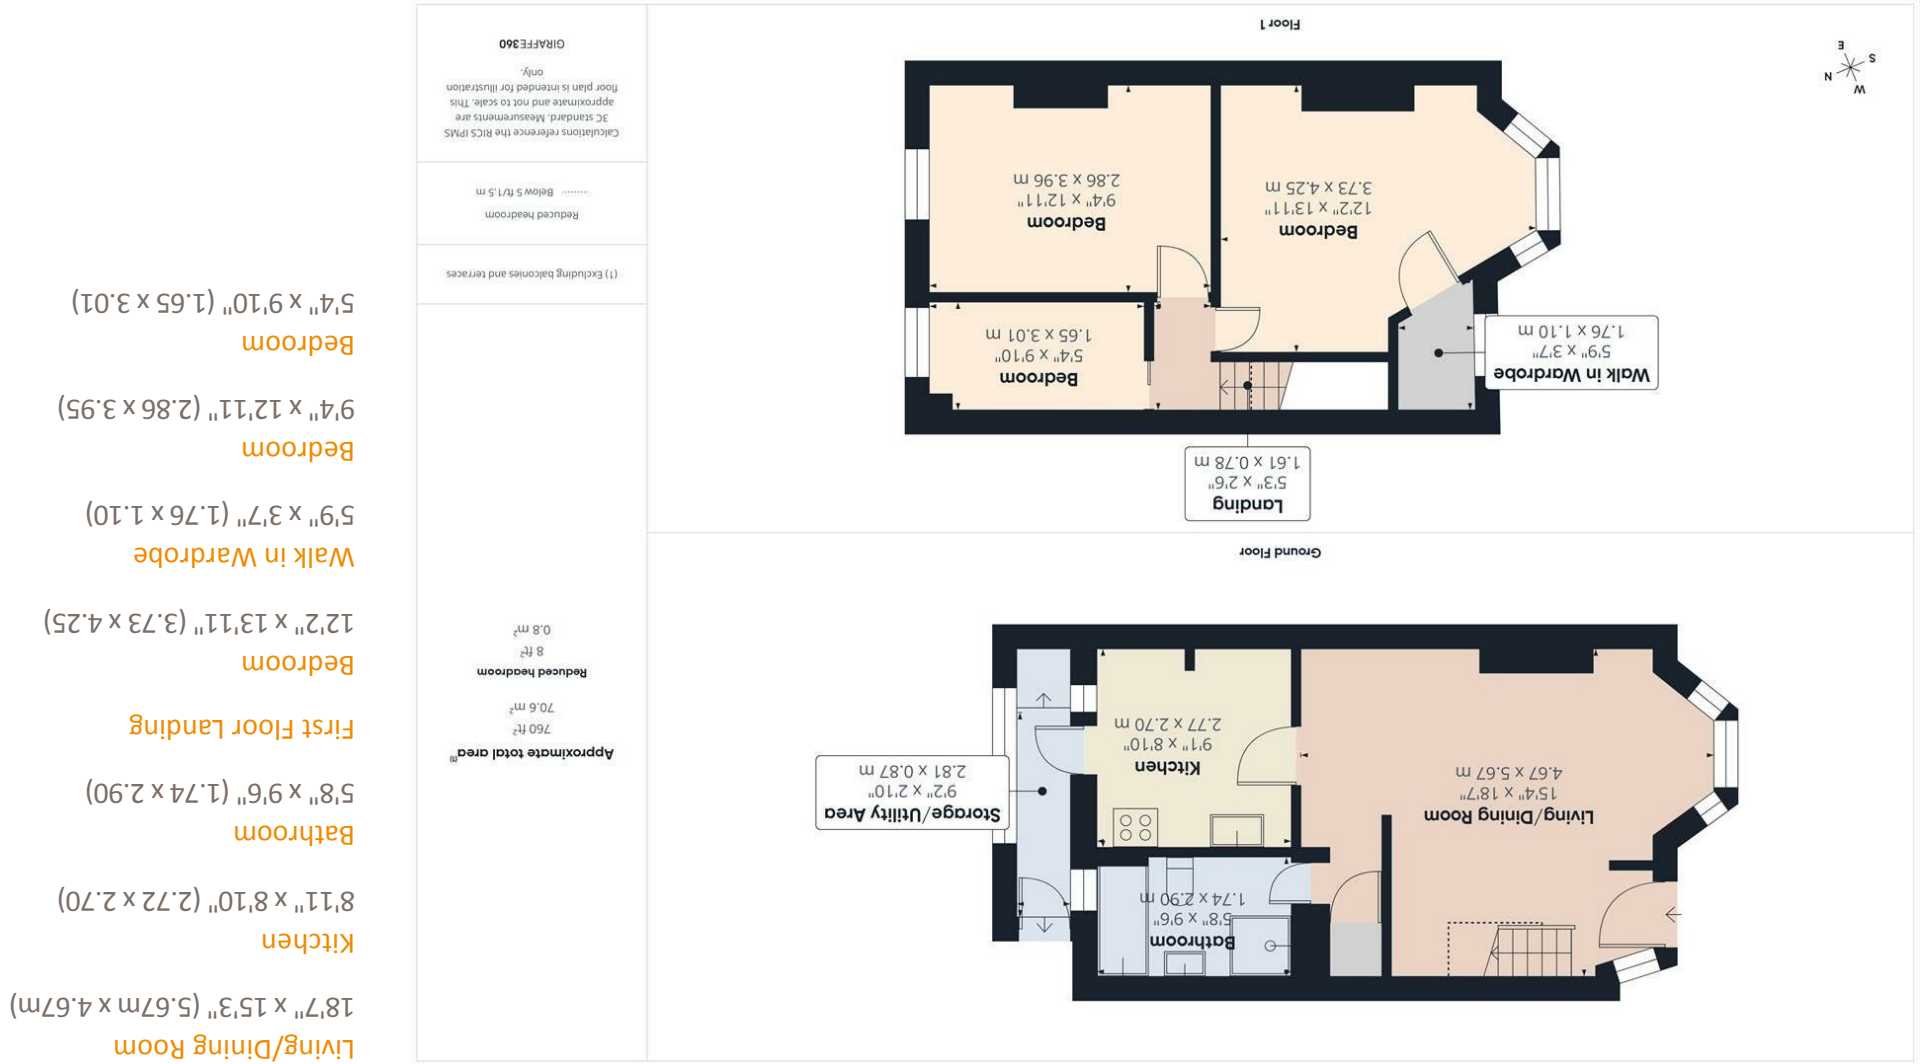 Living/Dining Room
15'4" x 18'7"
4.67 x 5.67 m
Bathroom
5'8" x 9'6"
1.74 x 2.90 m
Kitchen
9'1" x 8'10"
2.77 x 2.70 m
Storage/Utility Area
9'2" x 2'10"
2.81 x 0.87 m
Ground Floor
Landing
5'3" x 2'6"
1.61 x 0.78 m
Walk in Wardrobe
5'9" x 3'7"
1.76 x 1.10 m
Bedroom
12'2" x 13'11"
3.73 x 4.25 m
Bedroom
5'4" x 9'10"
1.65 x 3.01 m
Bedroom
9'4" x 12'11"
2.86 x 3.96 m
W
S
N
E
Floor 1
Approximate total area(1)
760 ft²
70.6 m²
Reduced headroom
8 ft²
0.8 m²
(1) Excluding balconies and terraces
Reduced headroom
........ Below 5 ft/1.5 m
Calculations reference the RICS IPMS
3C standard. Measurements are
approximate and not to scale. This
floor plan is intended for illustration
only.
GIRAFFE360
Living/Dining Room
18'7" x 15'3" (5.67m x 4.67m)
Kitchen
8'11" x 8'10" (2.72 x 2.70)
Bathroom
5'8" x 9'6" (1.74 x 2.90)
First Floor Landing
Bedroom
12'2" x 13'11" (3.73 x 4.25)
Walk in Wardrobe
5'9" x 3'7" (1.76 x 1.10)
Bedroom
9'4" x 12'11" (2.86 x 3.95)
Bedroom
5'4" x 9'10" (1.65 x 3.01)